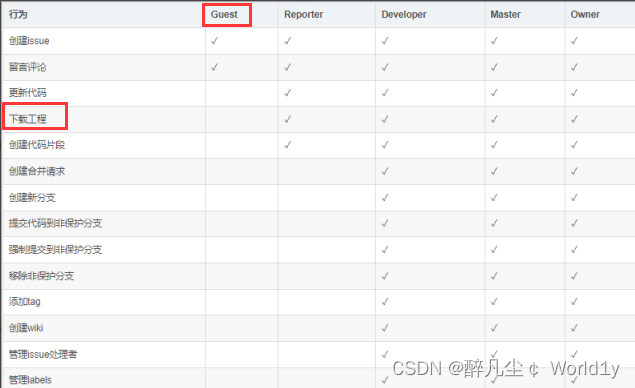 行为 Guest Reporter Developer Master Owner
创建issue ✓ ✓ ✓ ✓ ✓
留言评论 ✓ ✓ ✓ ✓ ✓
更新代码 ✓ ✓ ✓ ✓
下载工程 ✓ ✓ ✓ ✓
创建代码片段 ✓ ✓ ✓ ✓
创建合并请求 ✓ ✓ ✓
创建新分支 ✓ ✓ ✓
提交代码到非保护分支 ✓ ✓ ✓
强制提交到非保护分支 ✓ ✓ ✓
移除非保护分支 ✓ ✓ ✓
添加tag ✓ ✓ ✓
创建wiki ✓ ✓ ✓
管理issue处理者 ✓ ✓ ✓
管理labels ✓ ✓ ✓
CSDN @醉凡尘¢ World1y